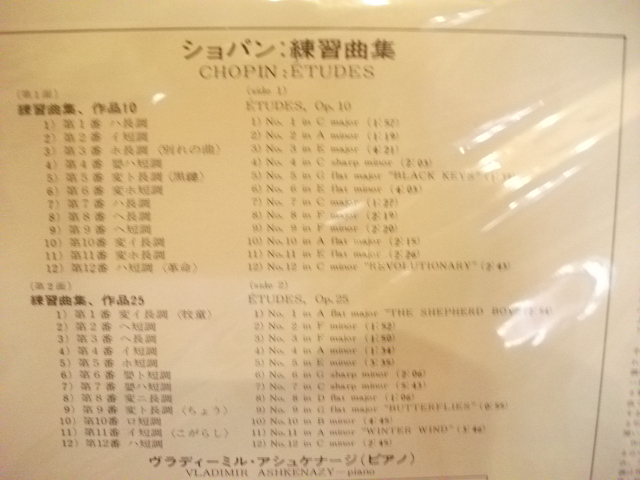 ショパン:練習曲集
CHOPIN:ÉTUDES
(第1面) (side 1)
練習曲集、作品10 ÉTUDES, Op.10
1) 第1番 ハ長調 1) No. 1 in C major (1:52)
2) 第2番 イ短調 2) No. 2 in A minor (1:19)
3) 第3番 ホ長調 (別れの曲) 3) No. 3 in E major (4:21)
4) 第4番 嬰ハ短調 4) No. 4 in C sharp minor (2:03)
5) 第5番 変ト長調 (黒鍵) 5) No. 5 in G flat major "BLACK KEYS"
6) 第6番 変ホ短調 6) No. 6 in E flat minor (4:03)
7) 第7番 ハ長調 7) No. 7 in C major (1:27)
8) 第8番 ヘ長調 8) No. 8 in F major (2:19)
9) 第9番 ヘ短調 9) No. 9 in F minor (2:20)
10) 第10番 変イ長調 10) No.10 in A flat major (2:15)
11) 第11番 変ホ長調 11) No.11 in E flat major (2:20)
12) 第12番 ハ短調 (革命) 12) No.12 in C minor "REVOLUTIONARY" (2:43)
(第2面) (side 2)
練習曲集、作品25 ÉTUDES, Op.25
1) 第1番 変イ長調 (牧童) 1) No. 1 in A flat major "THE SHEPHERD BOY"
2) 第2番 ヘ短調 2) No. 2 in F minor (1:32)
3) 第3番 ヘ長調 3) No. 3 in F major (1:50)
4) 第4番 イ短調 4) No. 4 in A minor (1:34)
5) 第5番 ホ短調 5) No. 5 in E minor (3:35)
6) 第6番 嬰ト短調 6) No. 6 in G sharp minor (2:06)
7) 第7番 嬰ハ短調 7) No. 7 in C sharp minor (5:43)
8) 第8番 変ニ長調 8) No. 8 in D flat major (1:06)
9) 第9番 変ト長調 (ちょう) 9) No. 9 in G flat major "BUTTERFLIES" (0:55)
10) 第10番 ロ短調 10) No.10 in B minor (4:45)
11) 第11番 イ短調 (こがらし) 11) No.11 in A minor "WINTER WIND" (3:46)
12) 第12番 ハ短調 12) No.12 in C minor (2:45)
ヴラディーミル・アシュケナージ(ピアノ)
VLADIMIR ASHKENAZY—piano